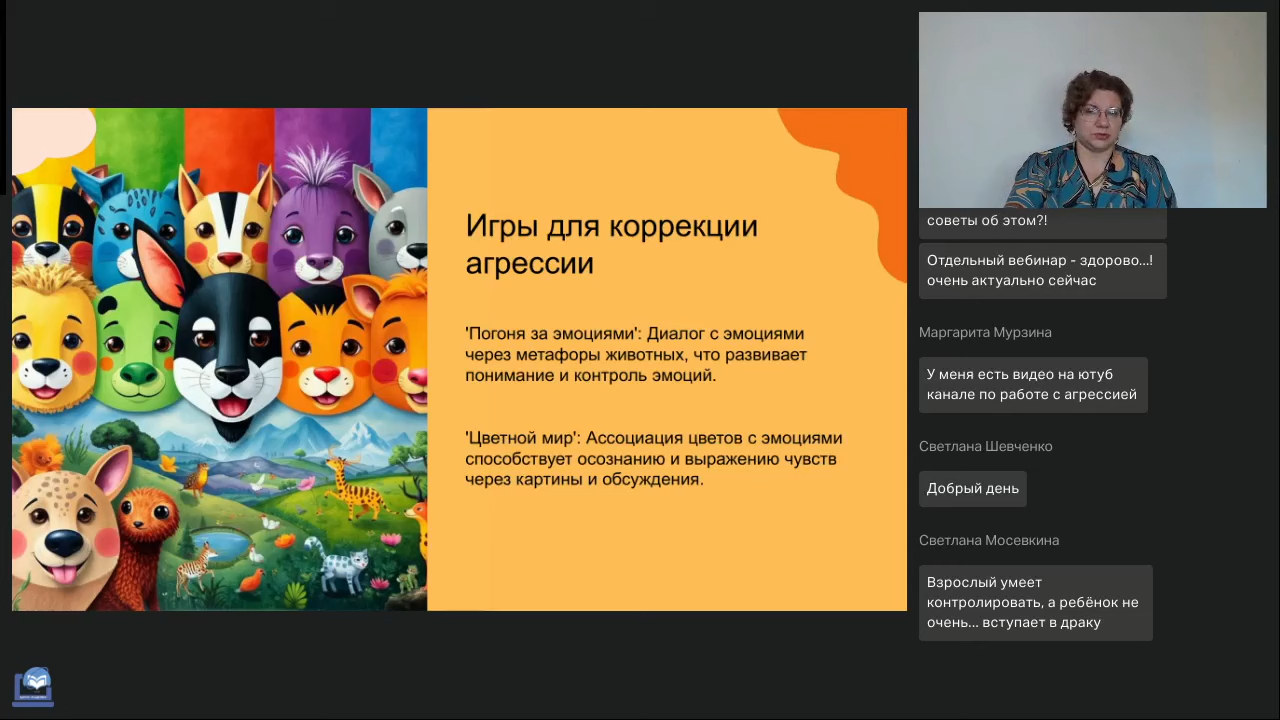 Игры для коррекции
агрессии
'Погоня за эмоциями': Диалог с эмоциями
через метафоры животных, что развивает
понимание и контроль эмоций.
'Цветной мир': Ассоциация цветов с эмоциями
способствует осознанию и выражению чувств
через картины и обсуждения.
советы об этом?!
Отдельный вебинар - здорово...!
очень актуально сейчас
Маргарита Мурзина
У меня есть видео на ютуб
канале по работе с агрессией
Светлана Шевченко
Добрый день
Светлана Мосевкина
Взрослый умеет
контролировать, а ребёнок не
очень... вступает в драку